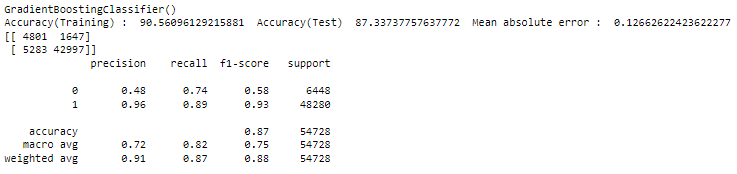 GradientBoostingClassifier()
Accuracy(Training) :  90.56096129215881  Accuracy(Test)  87.33737757637772  Mean absolute error :  0.12662622423622277
[[ 4801  1647]
 [ 5283 42997]]
              precision    recall  f1-score   support
           0       0.48      0.74      0.58      6448
           1       0.96      0.89      0.93     48280
    accuracy                           0.87     54728
   macro avg       0.72      0.82      0.75     54728
weighted avg       0.91      0.87      0.88     54728